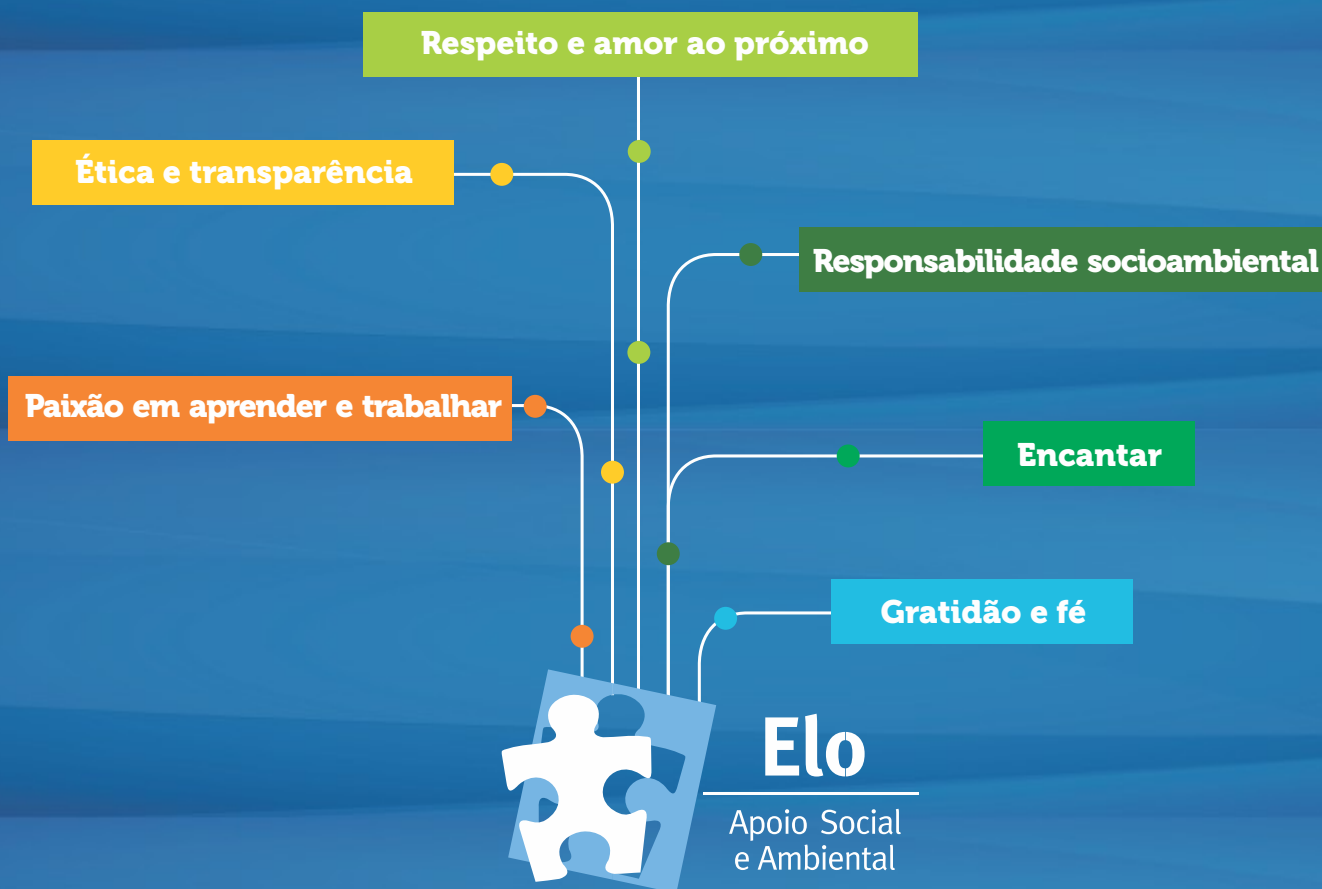 Respeito e amor ao próximo
Ética e transparência
Responsabilidade socioambiental
Paixão em aprender e trabalhar
Encantar
Gratidão e fé
Elo
Apoio Social
e Ambiental